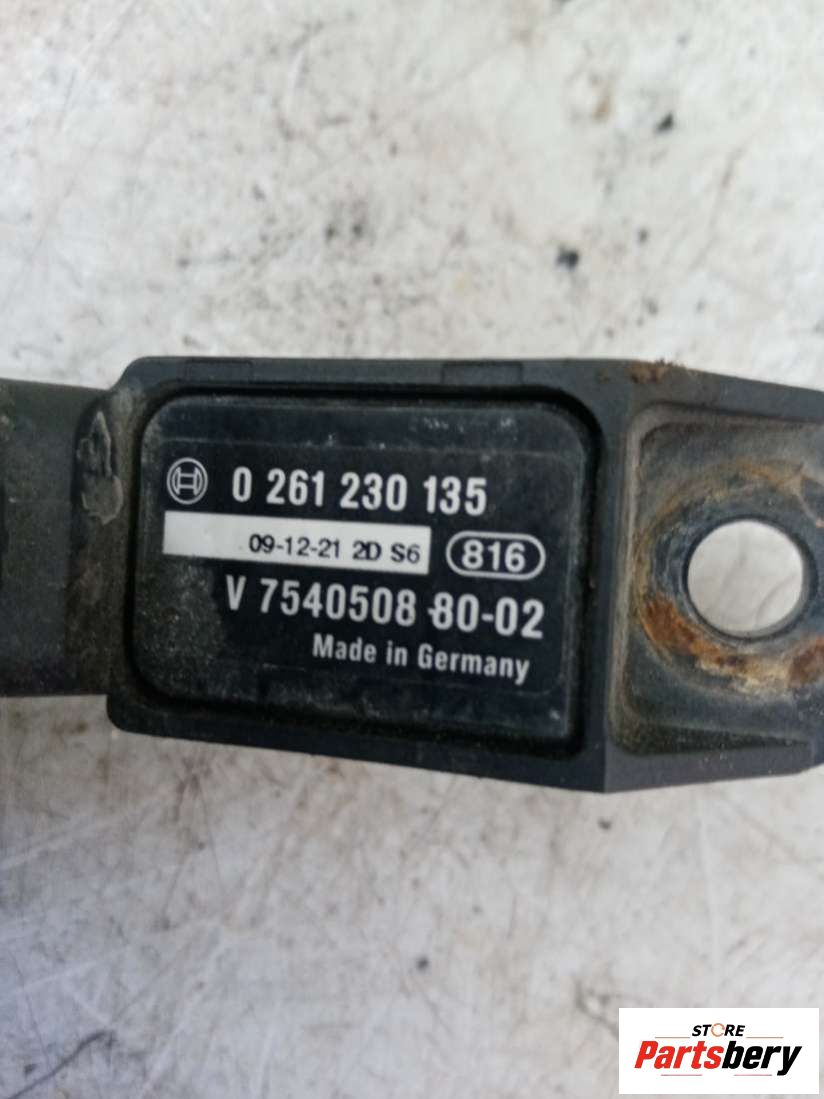 0 261 230 135
09-12-21 2D S6 816
V 7540508 80-02
Made in Germany
STORE
Partsbery